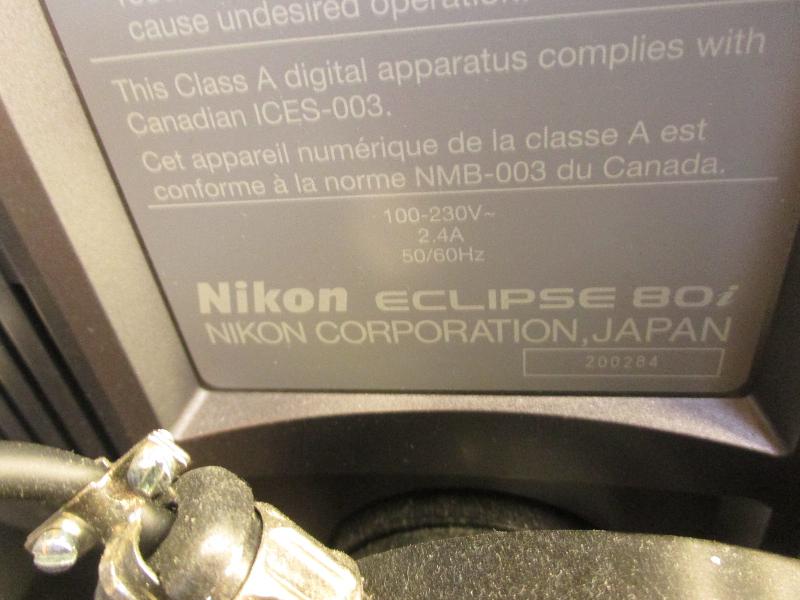 cause undesired operation.
This Class A digital apparatus complies with
Canadian ICES-003.
Cet appareil numérique de la classe A est
conforme à la norme NMB-003 du Canada.
100-230V~
2.4A
50/60Hz
Nikon ECLIPSE 80i
NIKON CORPORATION, JAPAN
200284